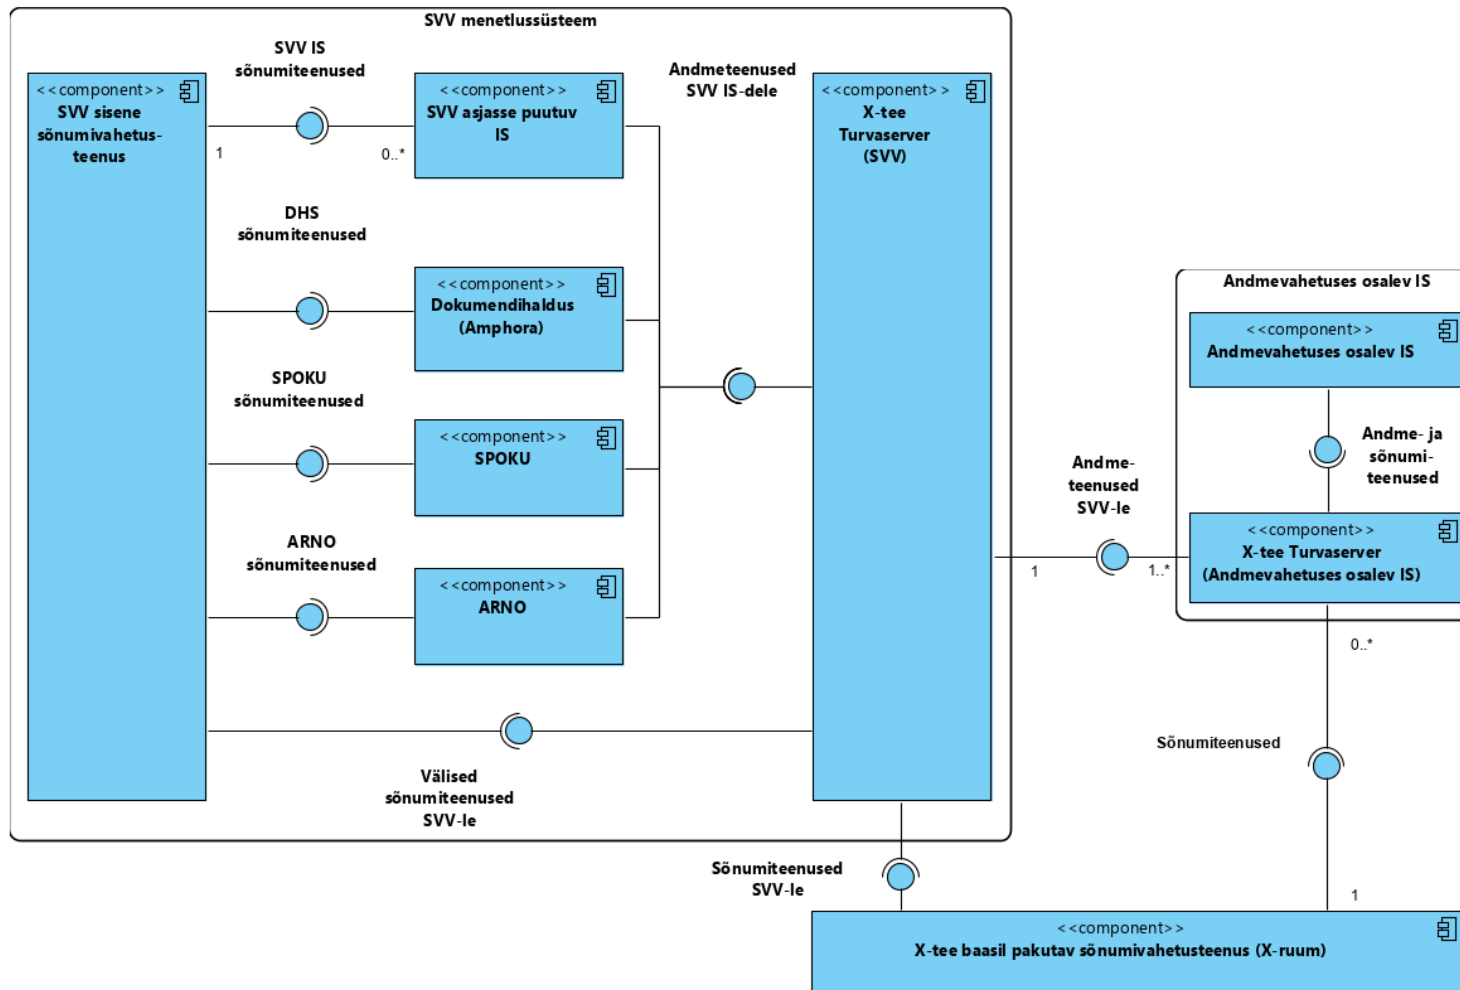 SVV menetlussüsteem
SVV IS
sõnumiteenused
Andmeteenused
SVV IS-dele
<<component>>
SVV sisene
sõnumivahetus-
teenus
<<component>>
SVV asjasse puutuv
IS
<<component>>
X-tee
Turvaserver
(SVV)
1
0..*
DHS
sõnumiteenused
<<component>>
Dokumendihaldus
(Amphora)
SPOKU
sõnumiteenused
<<component>>
SPOKU
ARNO
sõnumiteenused
<<component>>
ARNO
Välised
sõnumiteenused
SVV-le
Andmevahetuses osalev IS
<<component>>
Andmevahetuses osalev IS
Andme- ja
sõnumi-
teenused
Andme-
teenused
SVV-le
1
1..*
<<component>>
X-tee Turvaserver
(Andmevahetuses osalev IS)
0..*
Sõnumiteenused
1
Sõnumiteenused
SVV-le
<<component>>
X-tee baasil pakutav sõnumivahetusteenus (X-ruum)